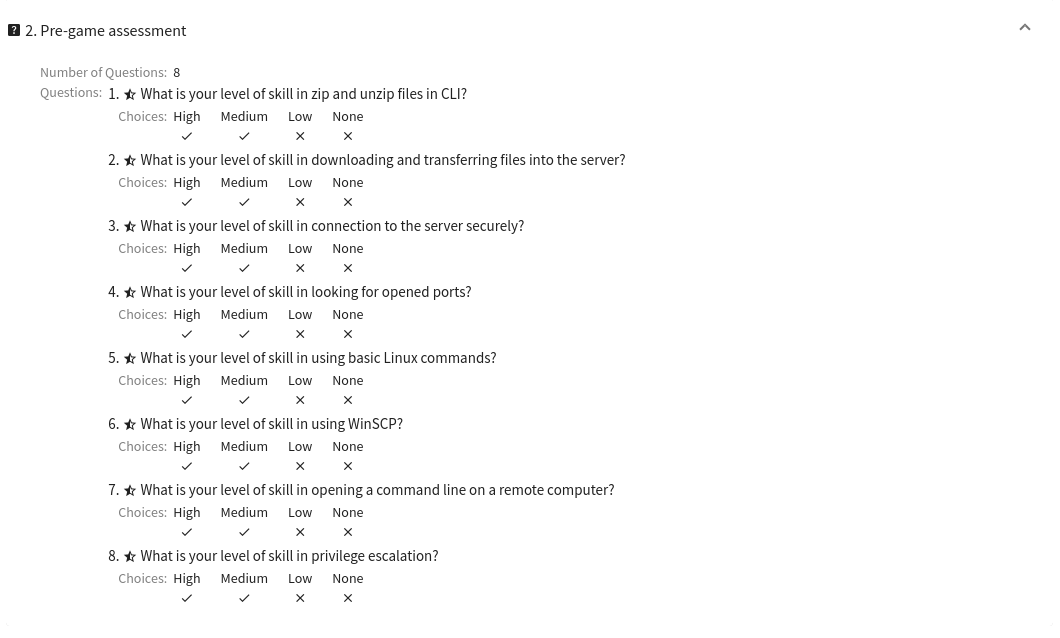 2. Pre-game assessment
Number of Questions: 8
Questions: 1. What is your level of skill in zip and unzip files in CLI?
Choices: High Medium Low None
2. What is your level of skill in downloading and transferring files into the server?
Choices: High Medium Low None
3. What is your level of skill in connection to the server securely?
Choices: High Medium Low None
4. What is your level of skill in looking for opened ports?
Choices: High Medium Low None
5. What is your level of skill in using basic Linux commands?
Choices: High Medium Low None
6. What is your level of skill in using WinSCP?
Choices: High Medium Low None
7. What is your level of skill in opening a command line on a remote computer?
Choices: High Medium Low None
8. What is your level of skill in privilege escalation?
Choices: High Medium Low None